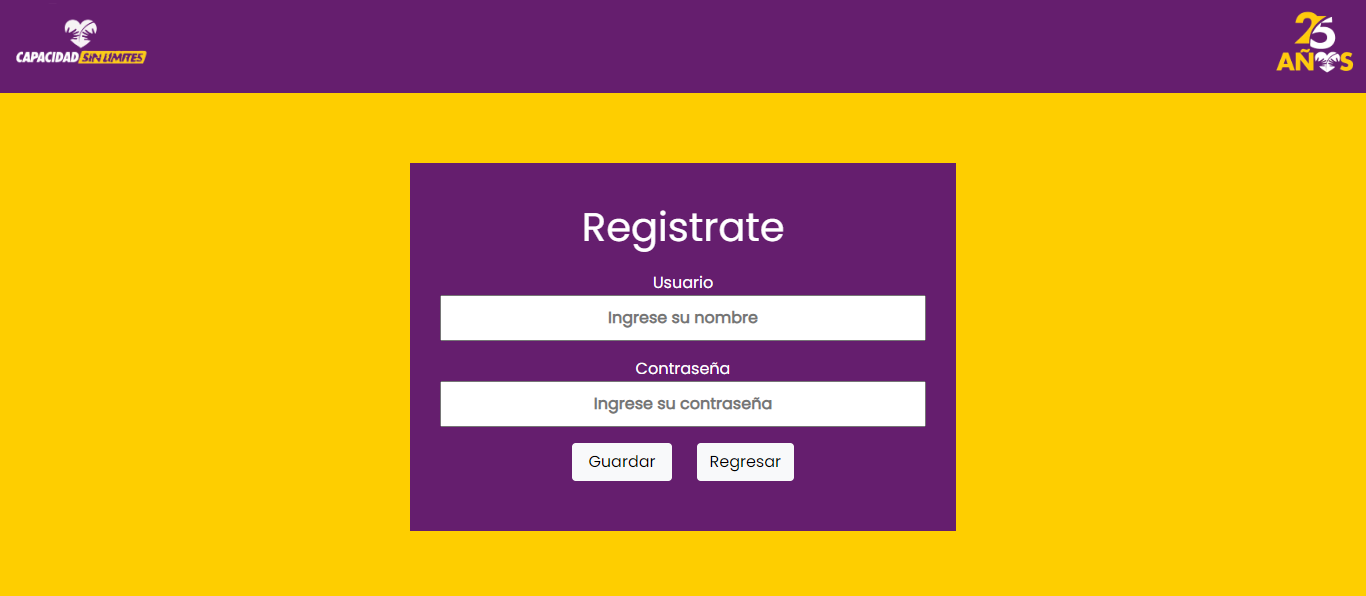 CAPACIDAD SIN LIMITES
25
AÑOS
Registrate
Usuario
Ingrese su nombre
Contraseña
Ingrese su contraseña
Guardar Regresar